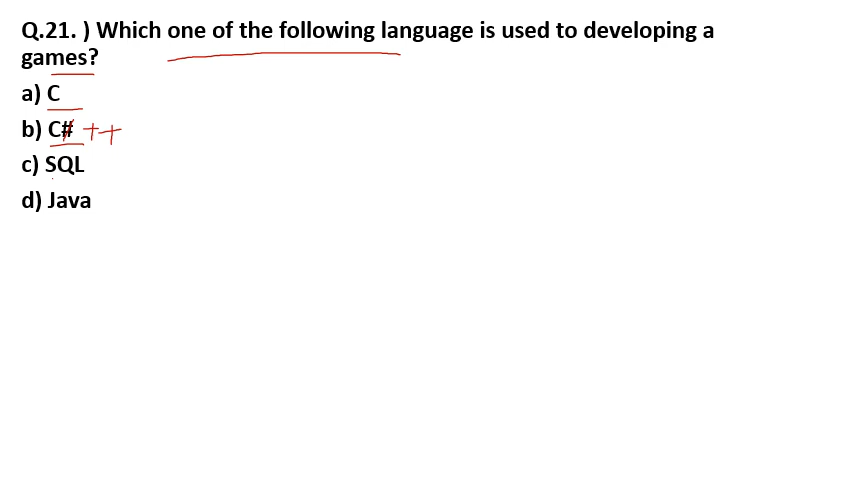 Q.21. ) Which one of the following language is used to developing a
games?
a) C
b) C# ++
c) SQL
d) Java